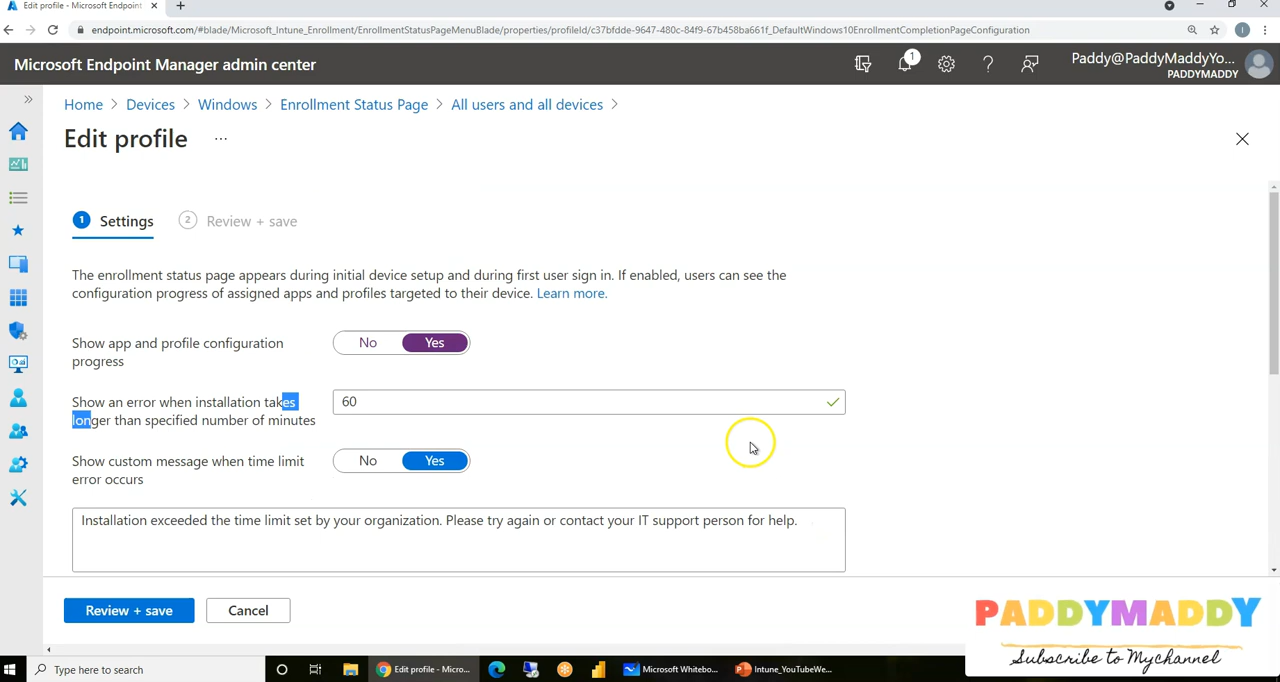 Edit profile - Microsoft Endpoint
endpoint.microsoft.com/#blade/Microsoft_Intune_Enrollment/EnrollmentStatusPageMenuBlade/properties/profileId/c37bfdde-9647-480c-84f9-67b458ba661f_DefaultWindows10EnrollmentCompletionPageConfiguration
I
Microsoft Endpoint Manager admin center
1
Paddy@PaddyMaddyYo...
PADDYMADDY
Home > Devices > Windows > Enrollment Status Page > All users and all devices >
Edit profile ...
1 Settings 2 Review + save
The enrollment status page appears during initial device setup and during first user sign in. If enabled, users can see the
configuration progress of assigned apps and profiles targeted to their device. Learn more.
Show app and profile configuration
progress
No Yes
Show an error when installation takes
longer than specified number of minutes
60
Show custom message when time limit
error occurs
No Yes
Installation exceeded the time limit set by your organization. Please try again or contact your IT support person for help.
Review + save Cancel
PADDYMADDY
Subscribe to Mychannel
Type here to search
Edit profile - Micro...
Microsoft Whitebo...
Intune_YouTubeWe...